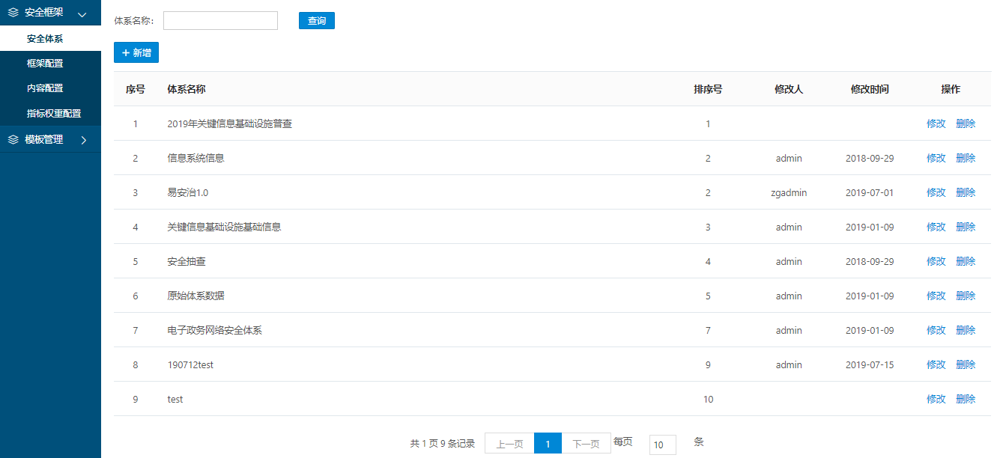 安全框架
安全体系
框架配置
内容配置
指标权重配置
模板管理
体系名称： 查询
+ 新增
序号 体系名称 排序号 修改人 修改时间 操作
1 2019年关键信息基础设施普查 1 修改 删除
2 信息系统信息 2 admin 2018-09-29 修改 删除
3 易安治1.0 2 zgadmin 2019-07-01 修改 删除
4 关键信息基础设施基础信息 3 admin 2019-01-09 修改 删除
5 安全抽查 4 admin 2018-09-29 修改 删除
6 原始体系数据 5 admin 2019-01-09 修改 删除
7 电子政务网络安全体系 7 admin 2019-01-09 修改 删除
8 190712test 9 admin 2019-07-15 修改 删除
9 test 10 修改 删除
共 1 页 9 条记录 上一页 1 下一页 每页 10 条